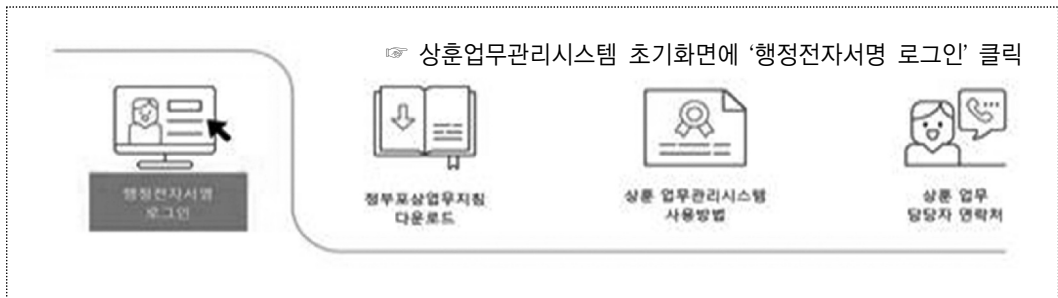 ☞ 상훈업무관리시스템 초기화면에 ‘행정전자서명 로그인’ 클릭
행정전자서명
로그인
정부포상업무지침
다운로드
상훈 업무관리시스템
사용방법
상훈 업무
담당자 연락처